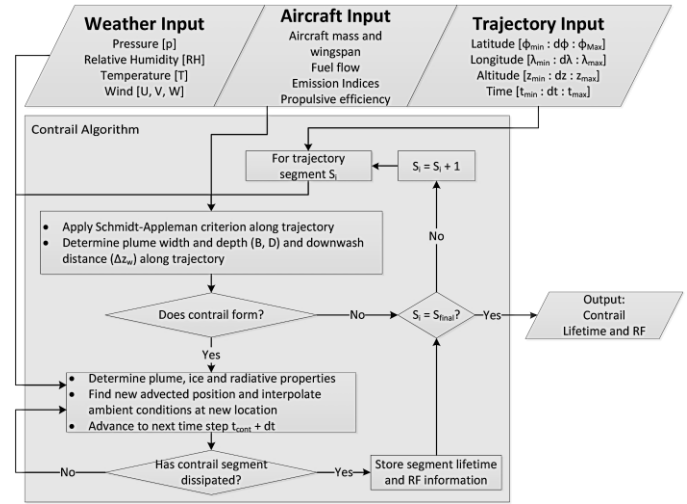 Weather Input
Pressure [p]
Relative Humidity [RH]
Temperature [T]
Wind [U, V, W]
Aircraft Input
Aircraft mass and
wingspan
Fuel flow
Emission Indices
Propulsive efficiency
Trajectory Input
Latitude [ϕmin : dϕ : ϕMax]
Longitude [λmin : dλ : λmax]
Altitude [zmin : dz : zmax]
Time [tmin : dt : tmax]
Contrail Algorithm
For trajectory
segment Si
Si = Si + 1
• Apply Schmidt-Appleman criterion along trajectory
• Determine plume width and depth (B, D) and downwash
distance (Δzw) along trajectory
No
Does contrail form?
No
Si = Sfinal?
Yes
Output:
Contrail
Lifetime and RF
Yes
• Determine plume, ice and radiative properties
• Find new advected position and interpolate
ambient conditions at new location
• Advance to next time step tcont + dt
No
Has contrail segment
dissipated?
Yes
Store segment lifetime
and RF information